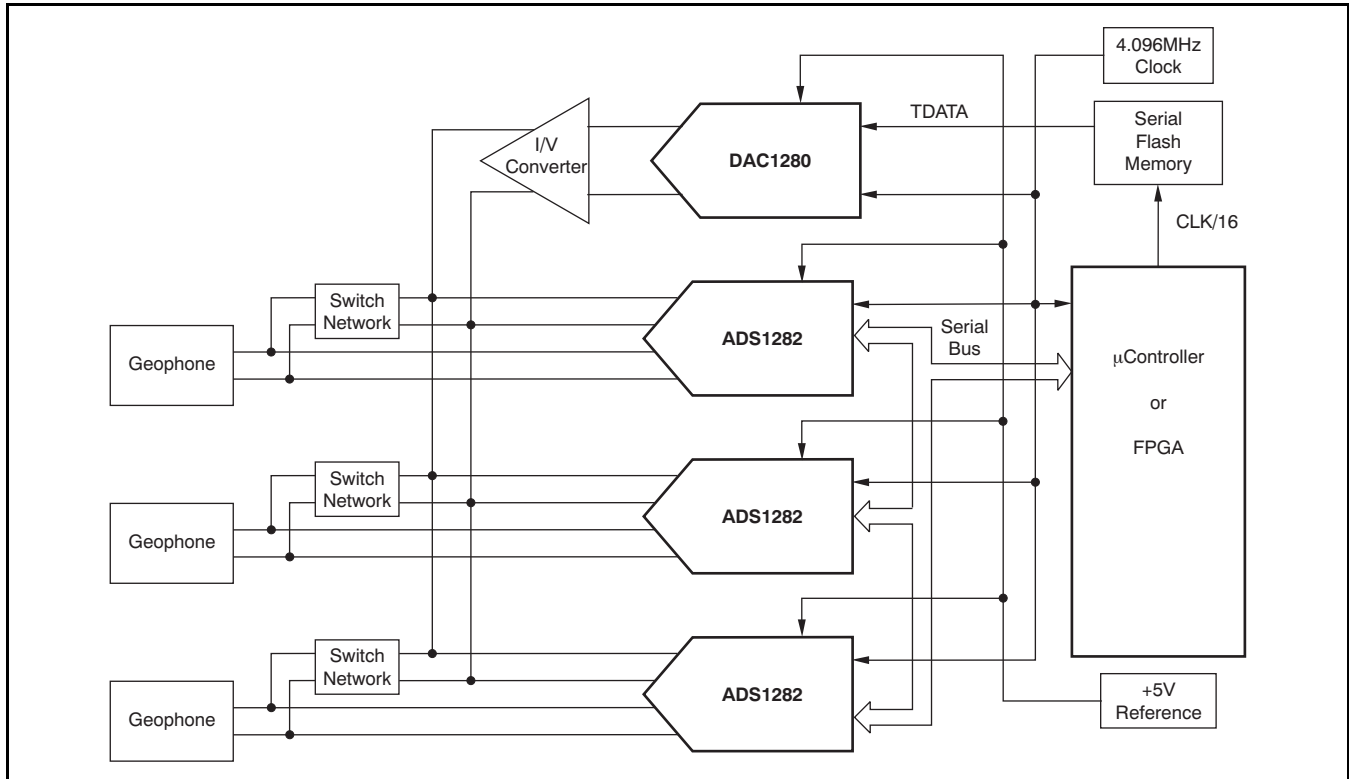 4.096MHz
Clock
TDATA
Serial
Flash
Memory
I/V
Converter
DAC1280
CLK/16
Switch
Network
Geophone
ADS1282
Serial
Bus
μController
or
FPGA
Switch
Network
Geophone
ADS1282
Switch
Network
Geophone
ADS1282
+5V
Reference